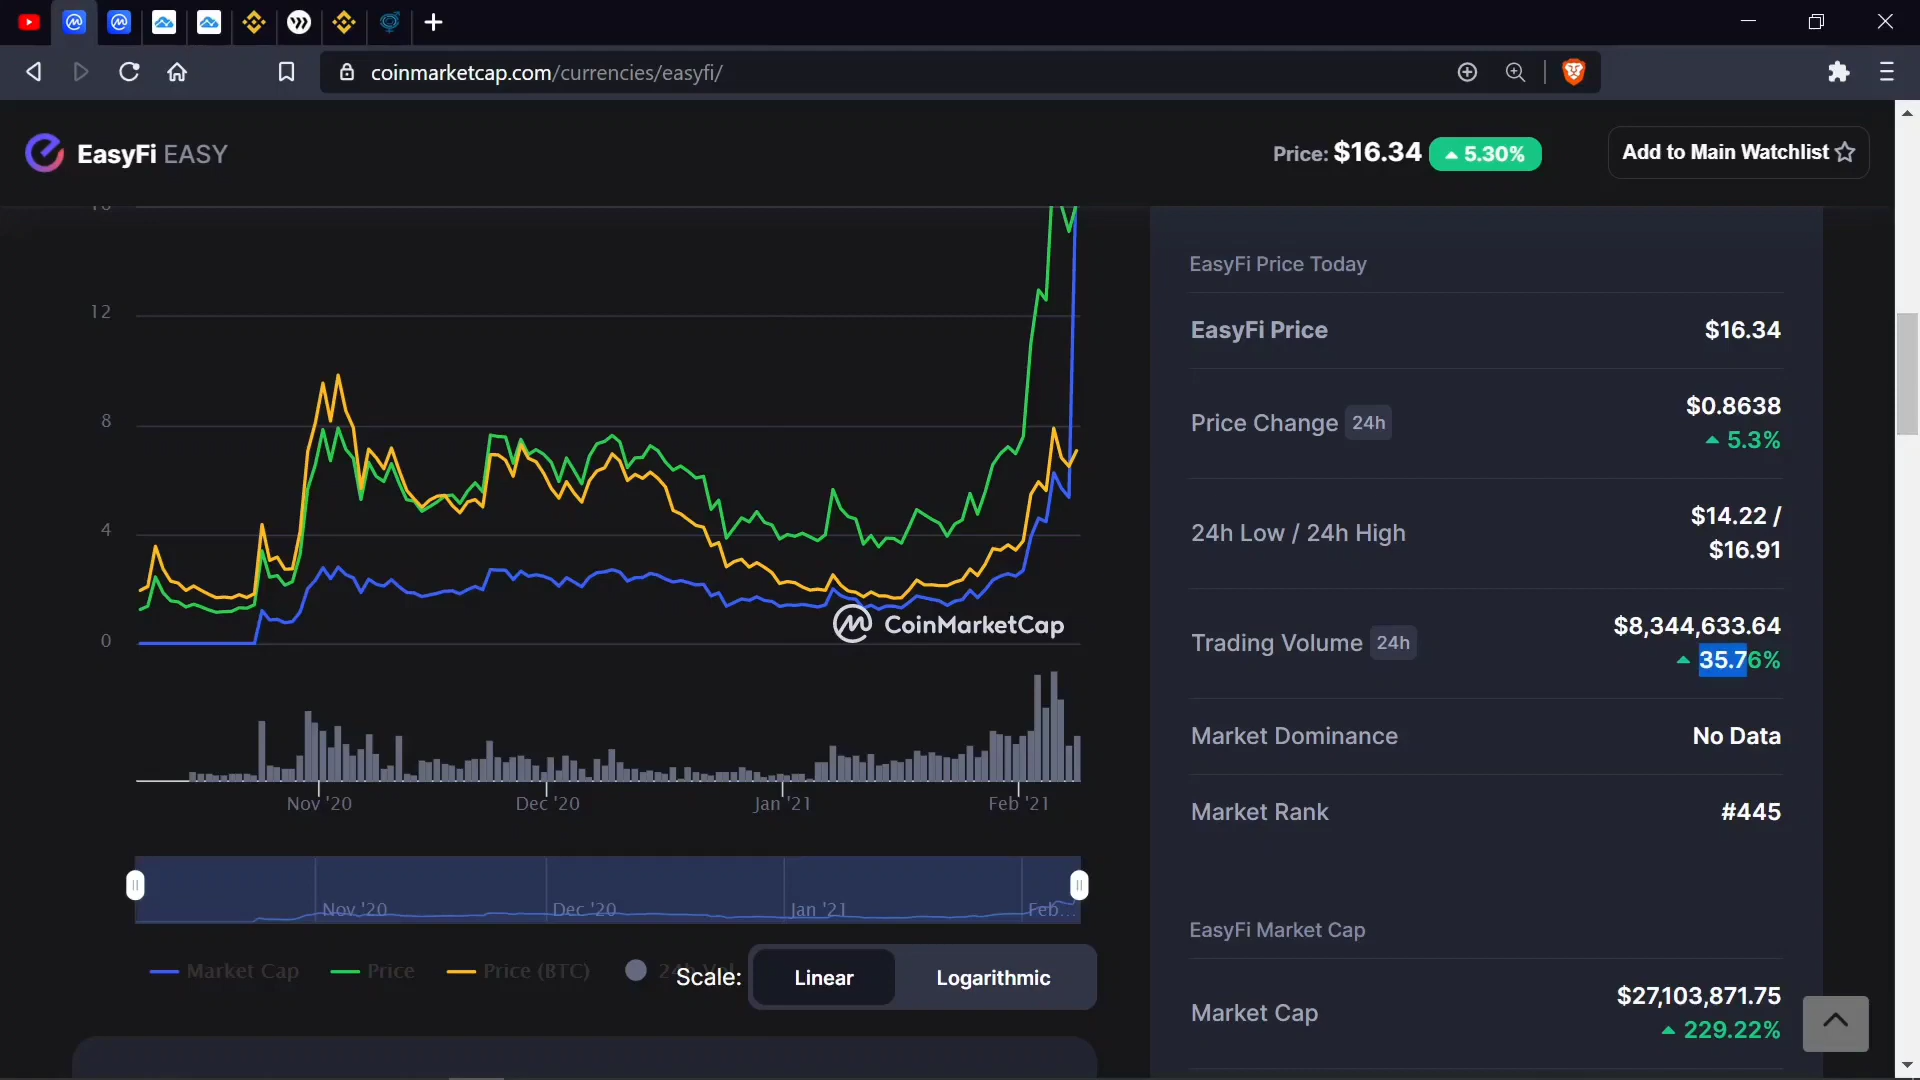 coinmarketcap.com/currencies/easyfi/
EasyFi EASY
Price: $16.34
5.30%
Add to Main Watchlist
12
8
4
0
CoinMarketCap
Nov '20
Dec '20
Jan '21
Feb '21
Nov '20
Dec '20
Jan '21
Feb...
Market Cap
Price
Price (BTC)
Scale:
Linear
Logarithmic
EasyFi Price Today
EasyFi Price
$16.34
Price Change 24h
$0.8638
5.3%
24h Low / 24h High
$14.22 /
$16.91
Trading Volume 24h
$8,344,633.64
35.76%
Market Dominance
No Data
Market Rank
#445
EasyFi Market Cap
Market Cap
$27,103,871.75
229.22%